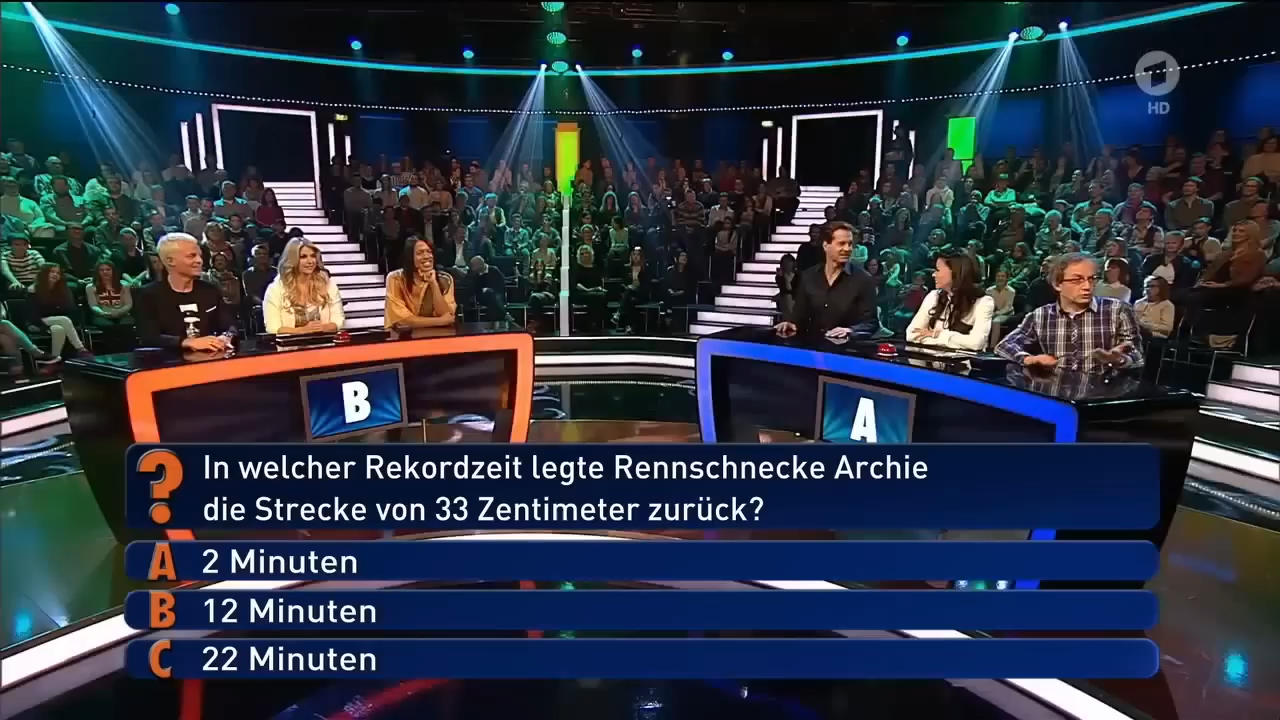 1
HD
B
A
? In welcher Rekordzeit legte Rennschnecke Archie
die Strecke von 33 Zentimeter zurück?
A 2 Minuten
B 12 Minuten
C 22 Minuten